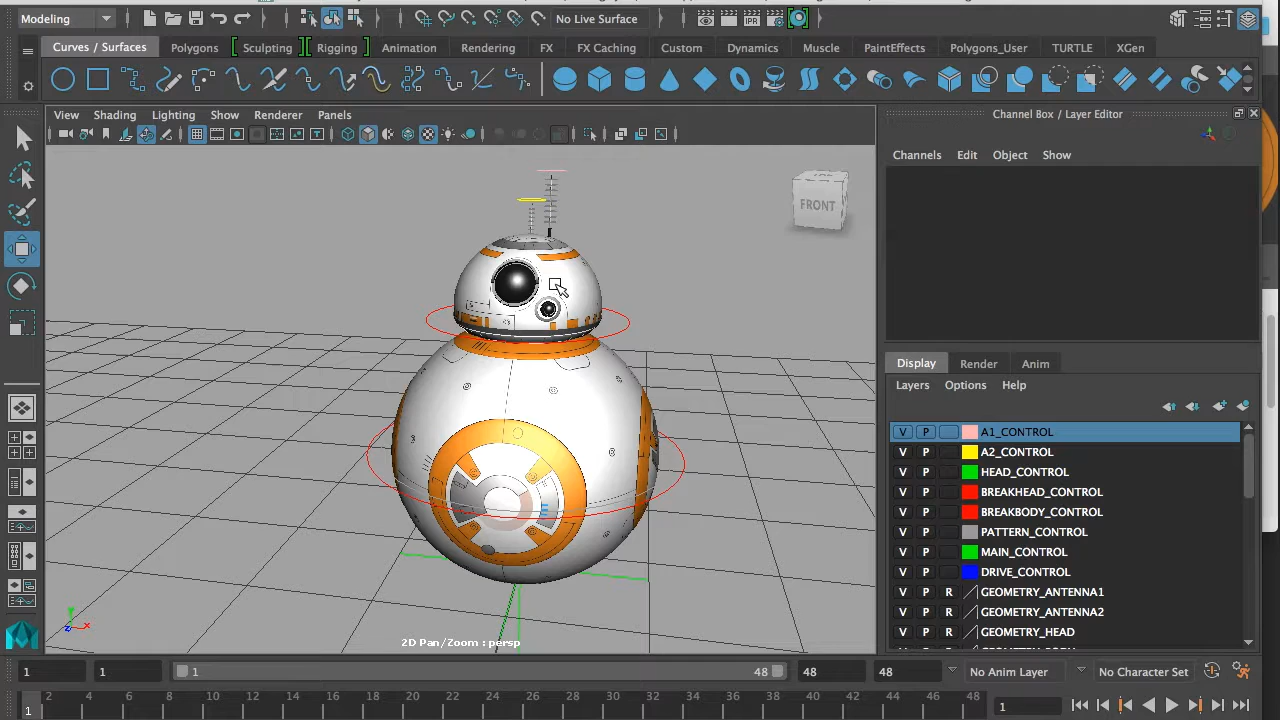 Modeling
No Live Surface
Curves / Surfaces
Polygons
Sculpting
Rigging
Animation
Rendering
FX
FX Caching
Custom
Dynamics
Muscle
PaintEffects
Polygons_User
TURTLE
XGen
View
Shading
Lighting
Show
Renderer
Panels
FRONT
2D Pan/Zoom : persp
Channel Box / Layer Editor
Channels
Edit
Object
Show
Display
Render
Anim
Layers
Options
Help
V P A1_CONTROL
V P A2_CONTROL
V P HEAD_CONTROL
V P BREAKHEAD_CONTROL
V P BREAKBODY_CONTROL
V P PATTERN_CONTROL
V P MAIN_CONTROL
V P DRIVE_CONTROL
V P R GEOMETRY_ANTENNA1
V P R GEOMETRY_ANTENNA2
V P R GEOMETRY_HEAD
1
1
1
48
48
48
No Anim Layer
No Character Set
2 4 6 8 10 12 14 16 18 20 22 24 26 28 30 32 34 36 38 40 42 44 46 48
1
1